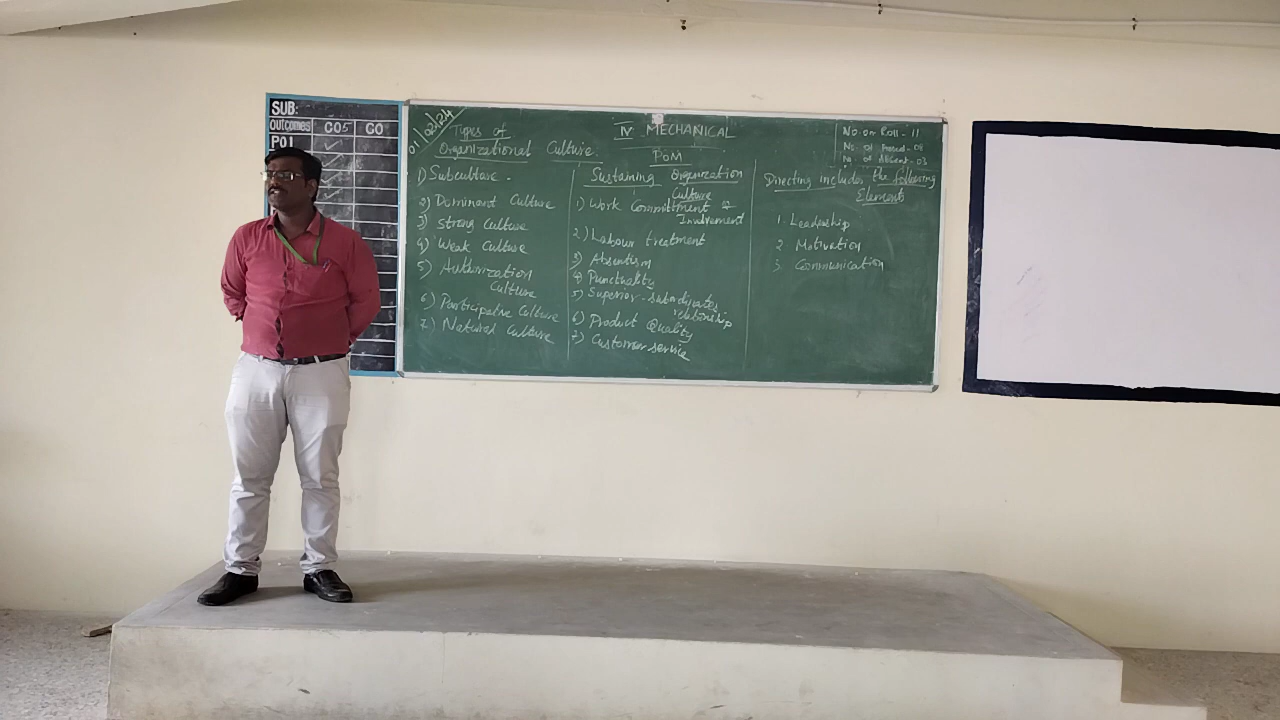 SUB:
OUTCOMES CO5 CO
PO1
01/02/24
IV MECHANICAL
POM
No. on Roll - 11
No. of Present - 08
No. of Absent - 03
Types of
Organizational Culture.
1) Subculture.
2) Dominant Culture
3) Strong Culture
4) Weak Culture
5) Authorization
Culture
6) Participative Culture
7) Natural Culture
Sustaining Organization
Culture
1) Work Committment or
Involvement
2) Labour treatment
3) Absentism
4) Punctuality
5) Superior-subordinates
relationship
6) Product Quality
7) Customer service
Directing includes the following
Elements
1. Leadership
2. Motivation
3. Communication